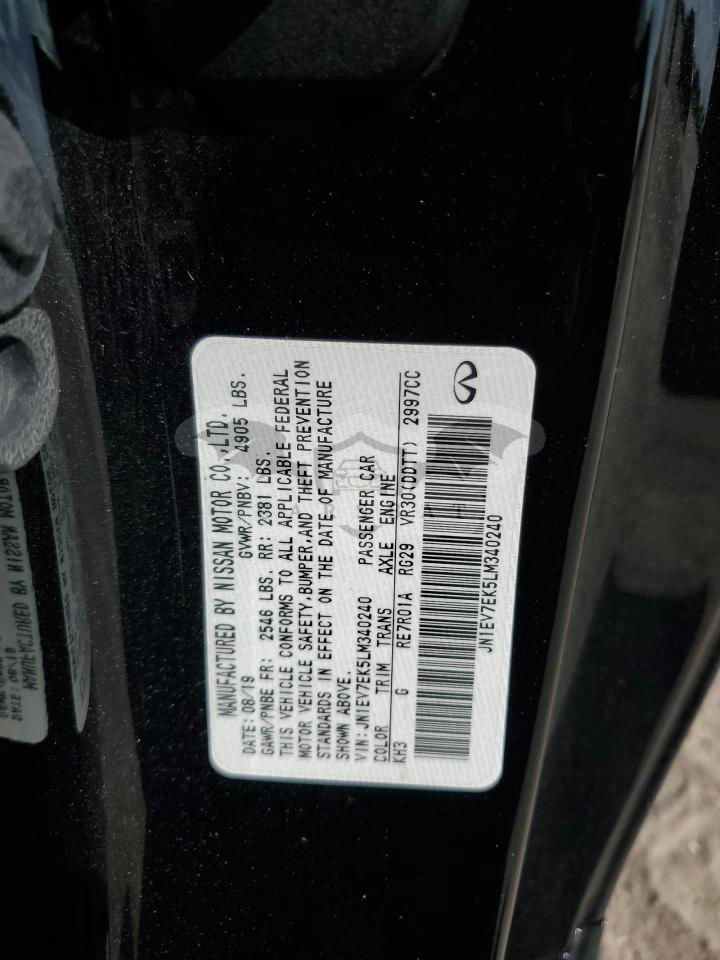 MANUFACTURED BY NISSAN MOTOR CO., LTD.
DATE: 08/19 GVWR/PNBV: 4905 LBS.
GAWR/PNBE FR: 2546 LBS. RR: 2381 LBS.
THIS VEHICLE CONFORMS TO ALL APPLICABLE FEDERAL
MOTOR VEHICLE SAFETY,BUMPER,AND THEFT PREVENTION
STANDARDS IN EFFECT ON THE DATE OF MANUFACTURE
SHOWN ABOVE.
VIN:JN1EV7EK5LM340240 PASSENGER CAR
COLOR TRIM TRANS AXLE ENGINE
KH3 G RE7R01A RG29 VR30(DDTT) 2997CC
JN1EV7EK5LM340240